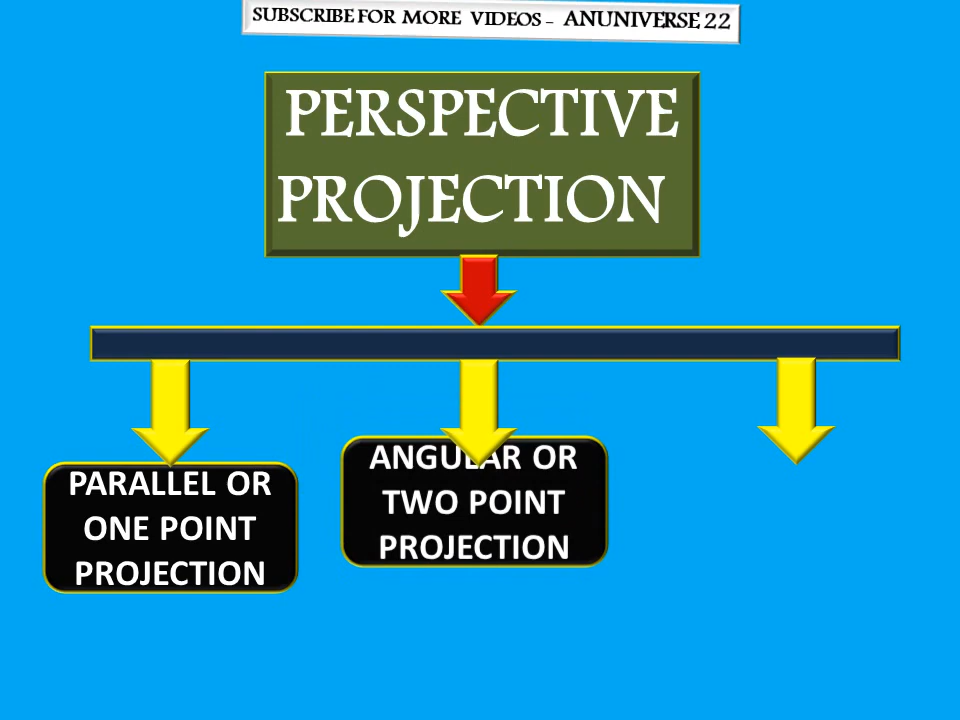 SUBSCRIBE FOR MORE VIDEOS - ANUNIVERSE 22
PERSPECTIVE
PROJECTION
PARALLEL OR
ONE POINT
PROJECTION
ANGULAR OR
TWO POINT
PROJECTION